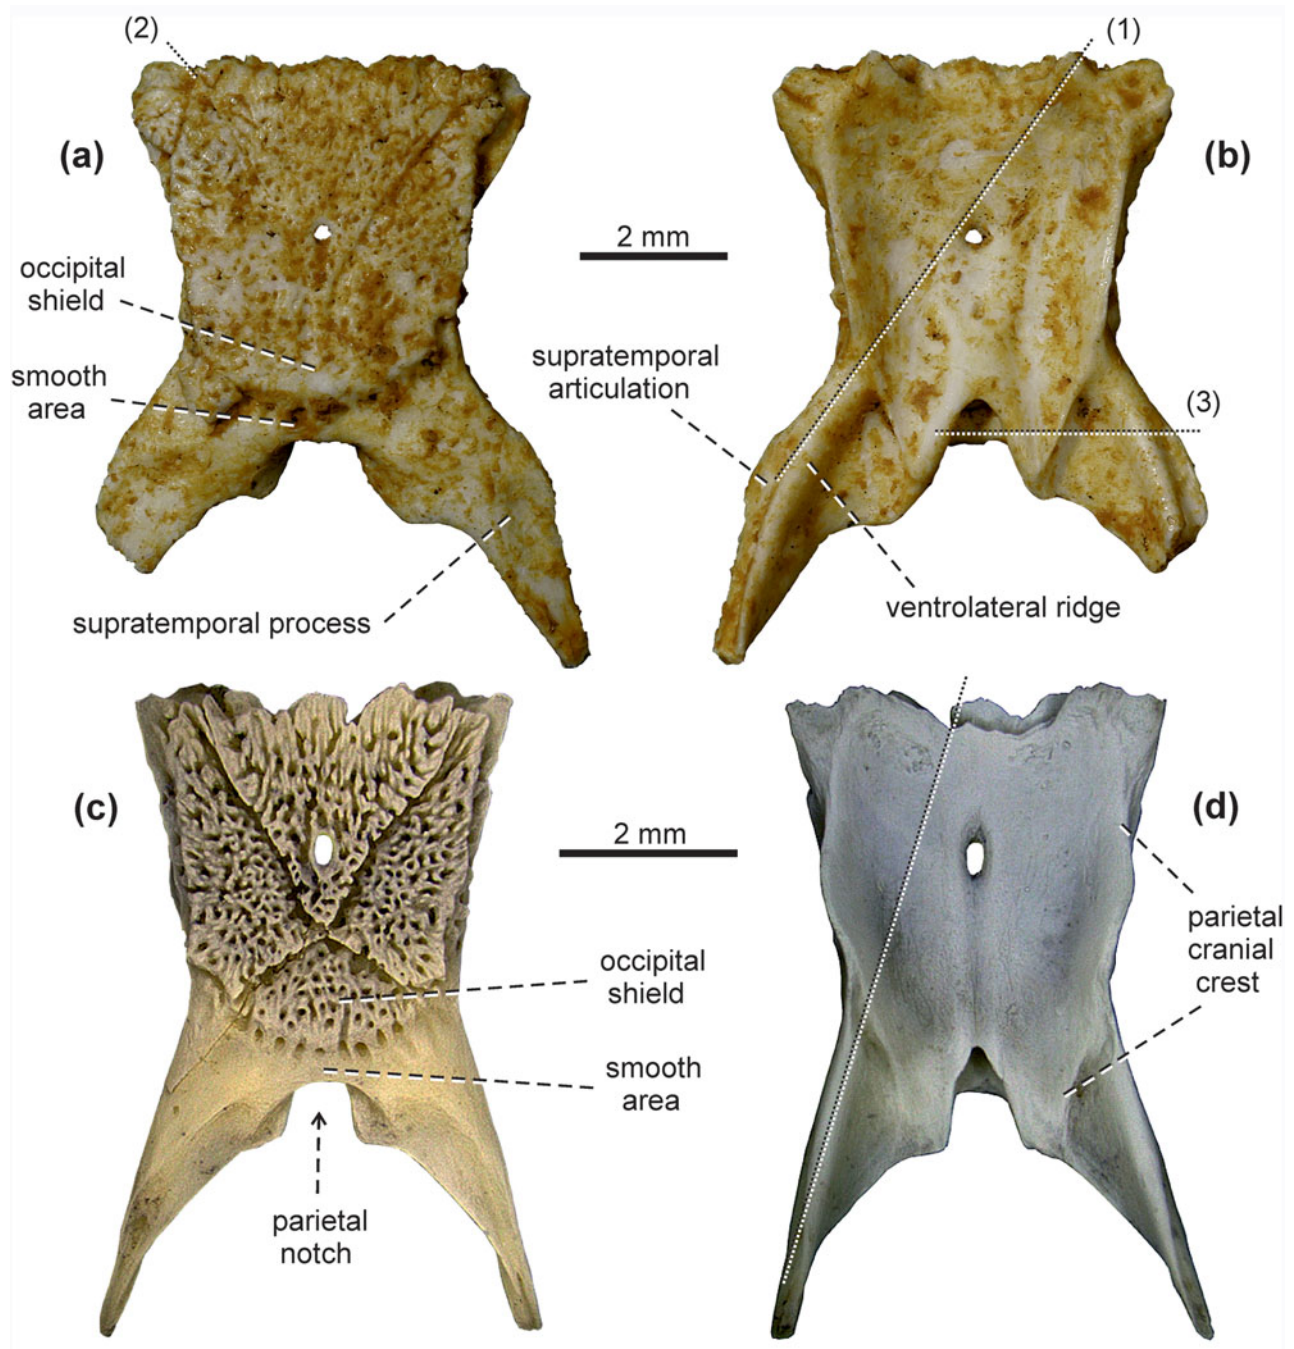 (2)
(1)
(a)
(b)
2 mm
occipital
shield
smooth
area
supratemporal
articulation
(3)
supratemporal process
ventrolateral ridge
(c)
(d)
2 mm
parietal
cranial
crest
occipital
shield
smooth
area
parietal
notch